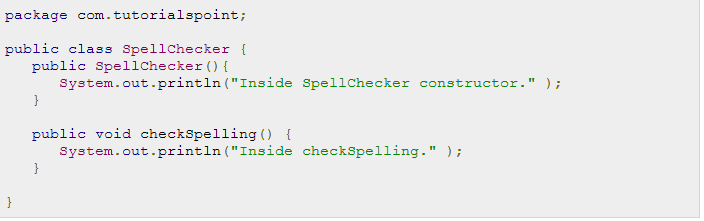 package com.tutorialspoint;

public class SpellChecker {
   public SpellChecker(){
      System.out.println("Inside SpellChecker constructor." );
   }

   public void checkSpelling() {
      System.out.println("Inside checkSpelling." );
   }

}